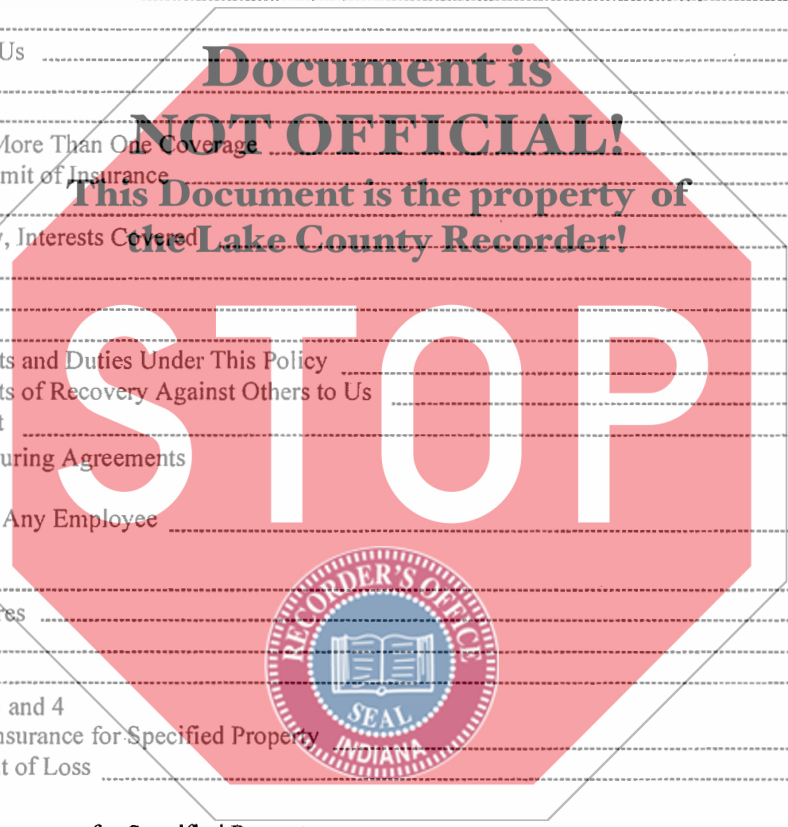 Us
Document is
NOT OFFICIAL!
More Than One Coverage
mit of Insurance
This Document is the property of
, Interests Covered
the Lake County Recorder!
STOP
ts and Duties Under This Policy
ts of Recovery Against Others to Us
t
uring Agreements
Any Employee
RECORDER'S OFFICE
res
SEAL
INDIANA
and 4
nsurance for Specified Property
t of Loss